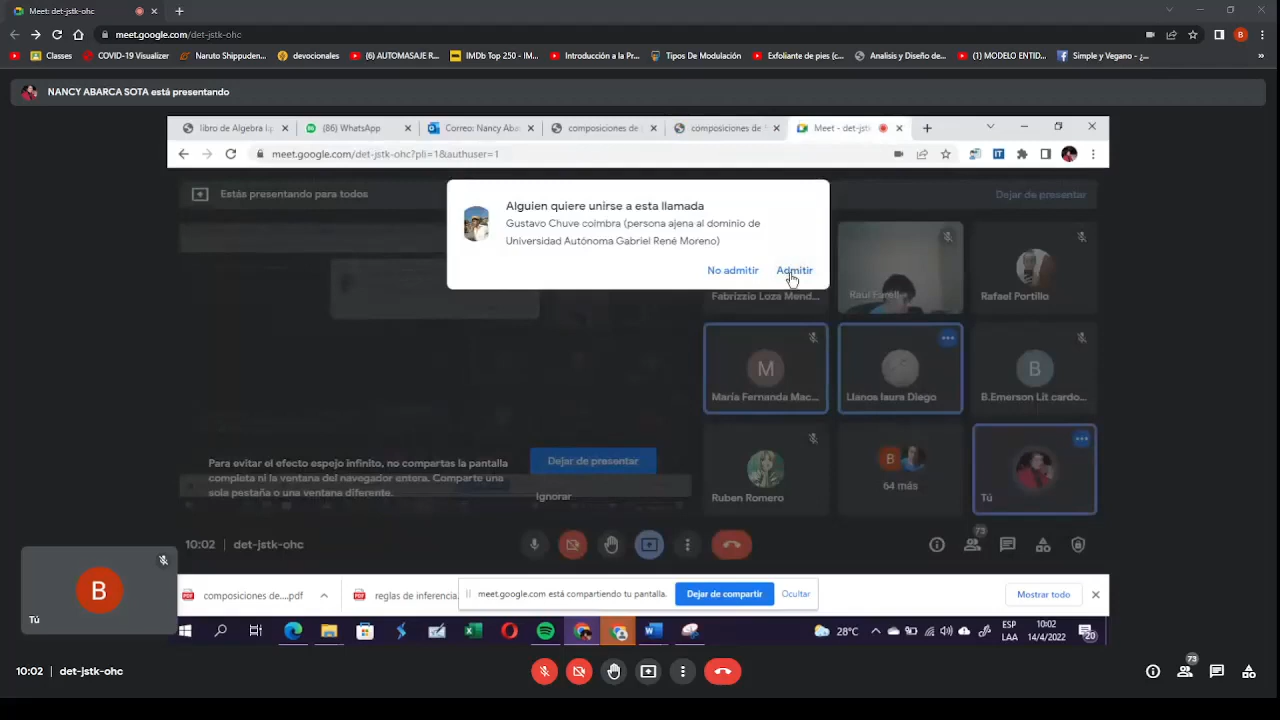 Meet: det-jstk-ohc
meet.google.com/det-jstk-ohc
B
Classes
COVID-19 Visualizer
Naruto Shippuden...
devocionales
(6) AUTOMASAJE R...
IMDb Top 250 - IM...
Introducción a la Pr...
Tipos De Modulación
Exfoliante de pies (c...
Analisis y Diseño de...
(1) MODELO ENTID...
Simple y Vegano - ¿...
»
NANCY ABARCA SOTA está presentando
libro de Algebra
(86) WhatsApp
Correo: Nancy Aba
composiciones de
composiciones de
Meet - det-jst
meet.google.com/det-jstk-ohc?pli=1&authuser=1
IT
Estás presentando para todos
Dejar de presentar
Alguien quiere unirse a esta llamada
Gustavo Chuve coimbra (persona ajena al dominio de
Universidad Autónoma Gabriel René Moreno)
No admitir
Admitir
Fabrizzio Loza Mend...
Raul Farell
Rafael Portillo
M
B
María Fernanda Mac...
Llanos laura Diego
B.Emerson Lit cardo...
Para evitar el efecto espejo infinito, no compartas la pantalla
completa ni la ventana del navegador entera. Comparte una
sola pestaña o una ventana diferente.
Dejar de presentar
Ignorar
B
Ruben Romero
64 más
Tú
10:02 | det-jstk-ohc
73
B
Tú
composiciones de....pdf
reglas de inferencia.
meet.google.com está compartiendo tu pantalla.
Dejar de compartir
Ocultar
Mostrar todo
28°C
ESP
LAA
10:02
14/4/2022
20
10:02 | det-jstk-ohc
73